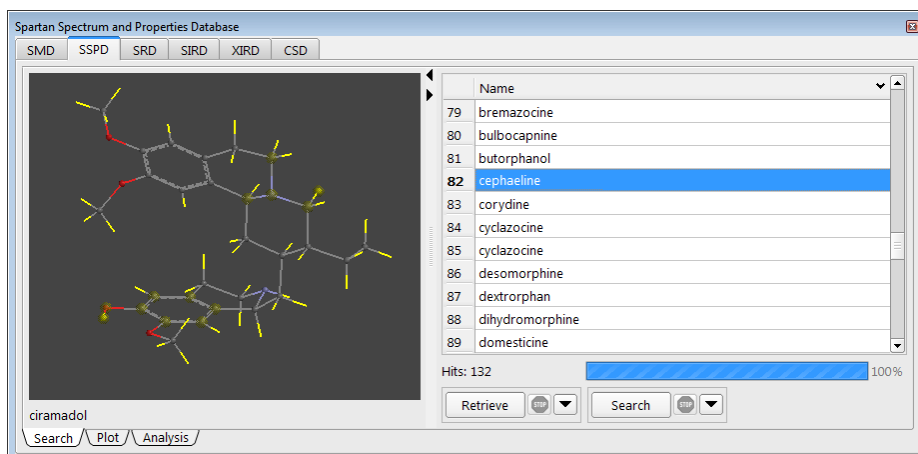 Spartan Spectrum and Properties Database
SMD SSPD SRD SIRD XIRD CSD
Name
79 bremazocine
80 bulbocapnine
81 butorphanol
82 cephaeline
83 corydine
84 cyclazocine
85 cyclazocine
86 desomorphine
87 dextrorphan
88 dihydromorphine
89 domesticine
Hits: 132 100%
Retrieve STOP Search STOP
ciramadol
Search Plot Analysis